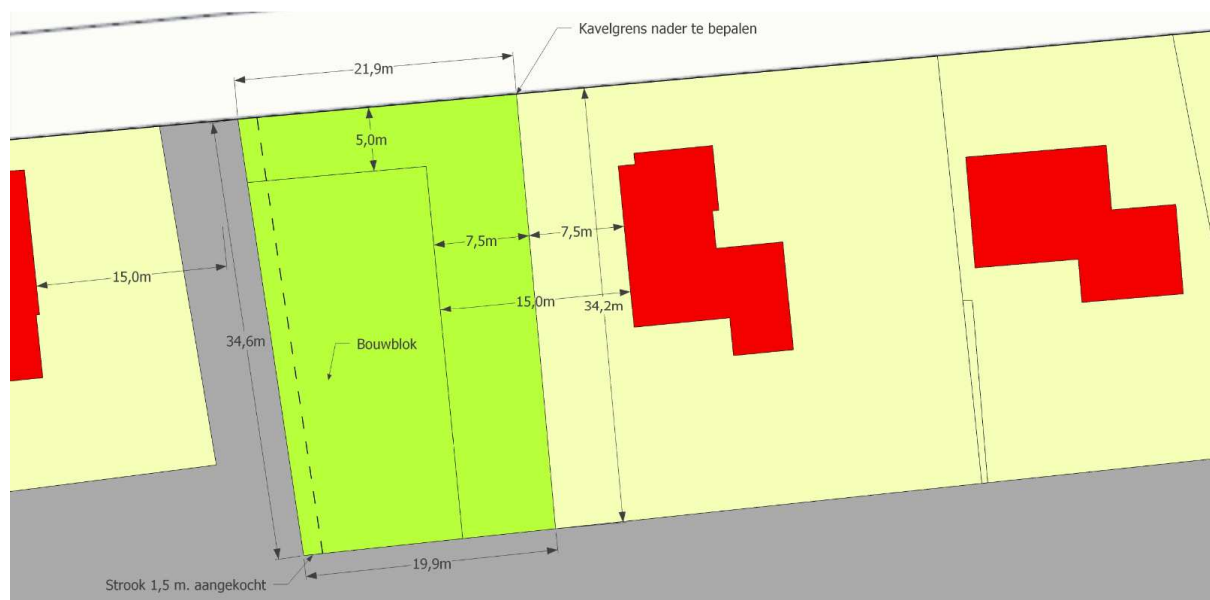 Kavelgrens nader te bepalen
21,9m
5,0m
7,5m
7,5m
15,0m
15,0m
34,2m
34,6m
Bouwblok
19,9m
Strook 1,5 m. aangekocht